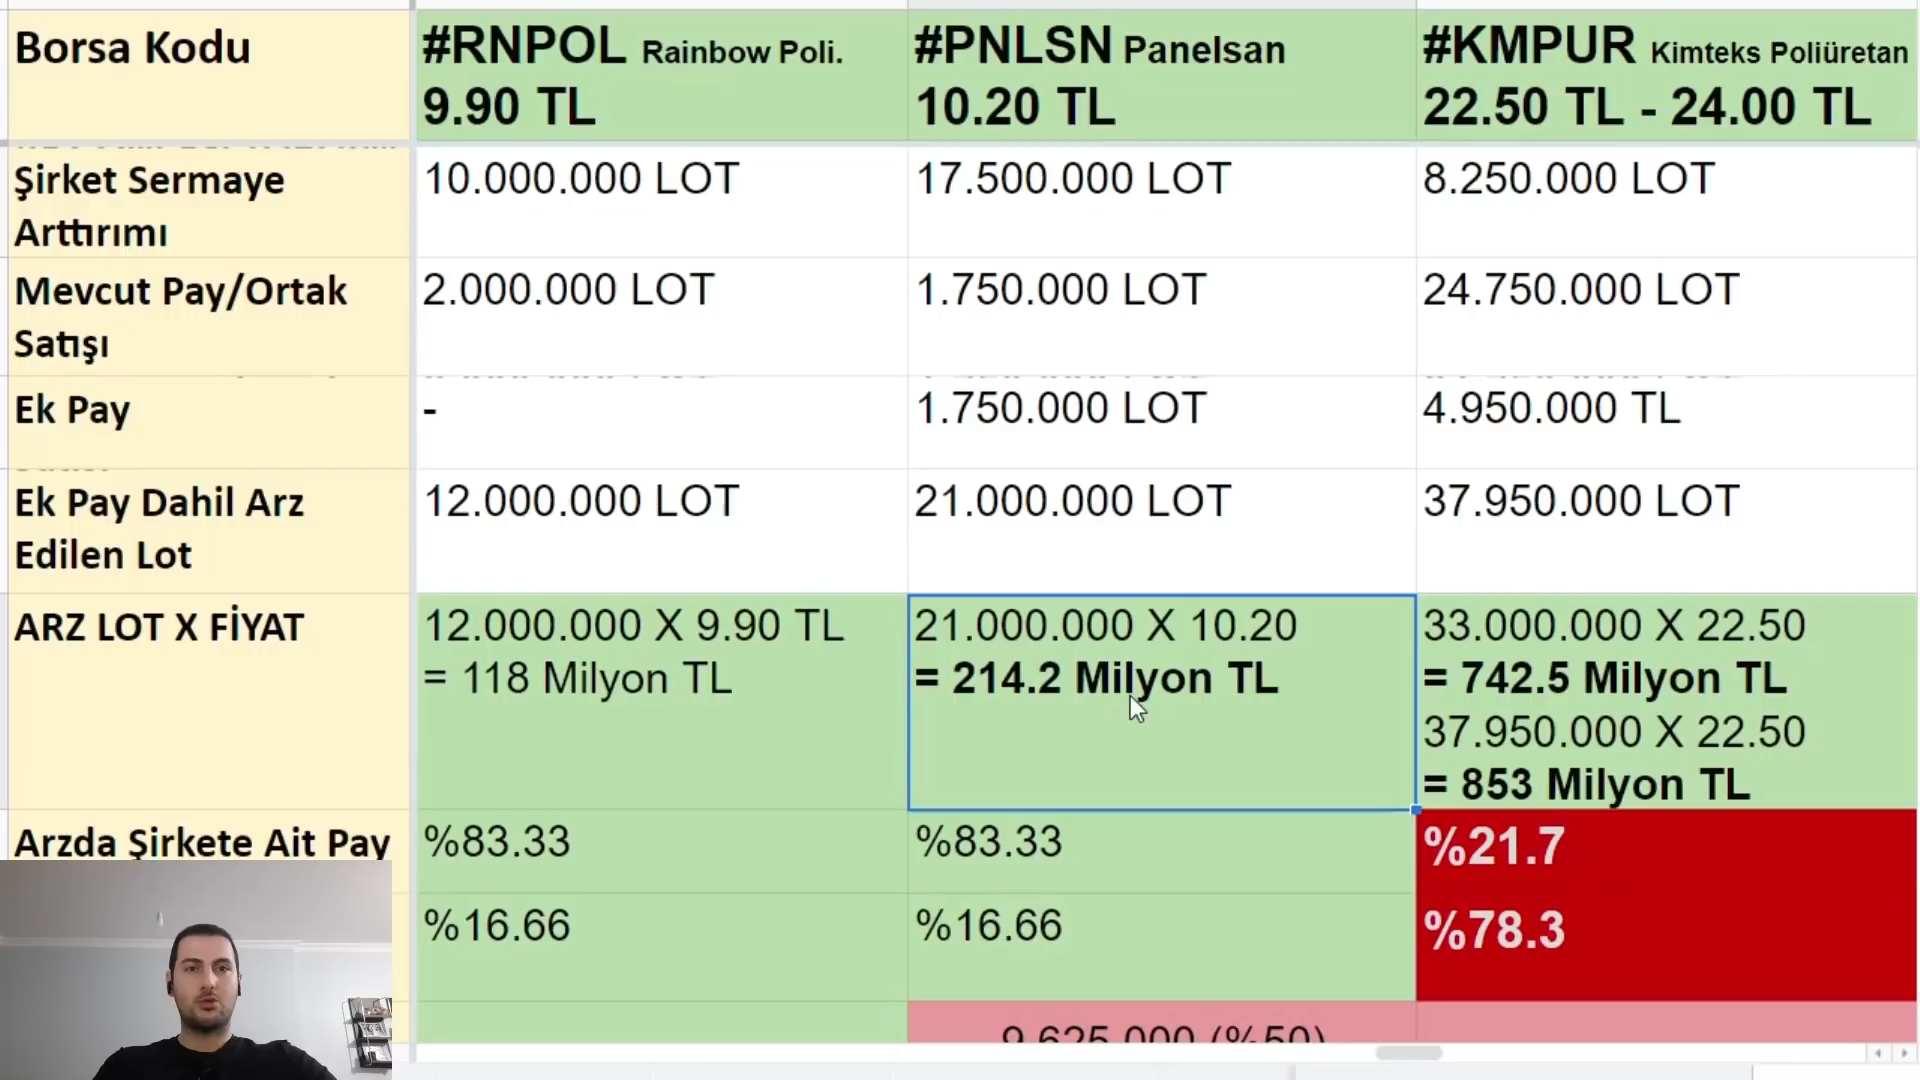 Borsa Kodu
#RNPOL Rainbow Poli.
9.90 TL
#PNLSN Panelsan
10.20 TL
#KMPUR Kimteks Poliüretan
22.50 TL - 24.00 TL
Şirket Sermaye
Arttırımı
10.000.000 LOT
17.500.000 LOT
8.250.000 LOT
Mevcut Pay/Ortak
Satışı
2.000.000 LOT
1.750.000 LOT
24.750.000 LOT
Ek Pay
-
1.750.000 LOT
4.950.000 TL
Ek Pay Dahil Arz
Edilen Lot
12.000.000 LOT
21.000.000 LOT
37.950.000 LOT
ARZ LOT X FİYAT
12.000.000 X 9.90 TL
= 118 Milyon TL
21.000.000 X 10.20
= 214.2 Milyon TL
33.000.000 X 22.50
= 742.5 Milyon TL
37.950.000 X 22.50
= 853 Milyon TL
Arzda Şirkete Ait Pay
%83.33
%83.33
%21.7
%16.66
%16.66
%78.3
9.625.000 (%50)